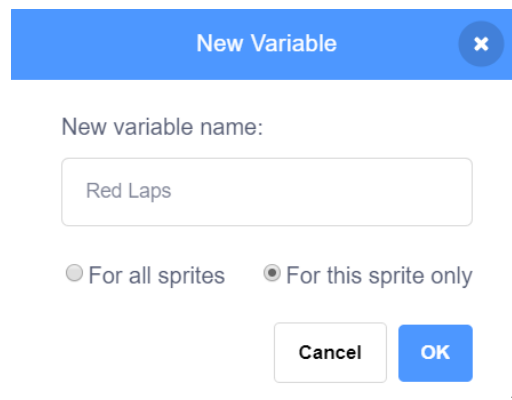 New Variable
New variable name:
Red Laps
For all sprites For this sprite only
Cancel OK